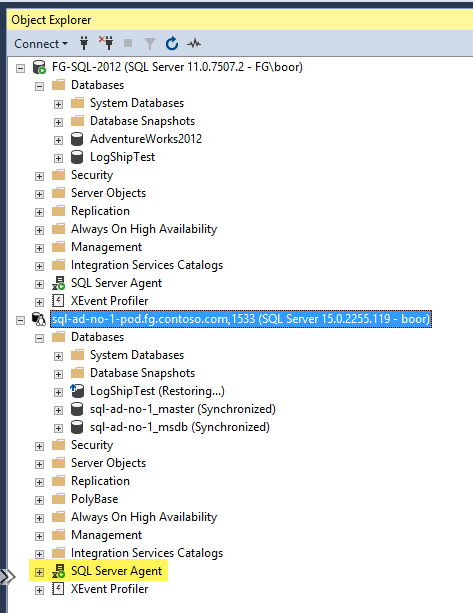 Object Explorer
Connect
FG-SQL-2012 (SQL Server 11.0.7507.2 - FG\boor)
Databases
System Databases
Database Snapshots
AdventureWorks2012
LogShipTest
Security
Server Objects
Replication
Always On High Availability
Management
Integration Services Catalogs
SQL Server Agent
XEvent Profiler
sql-ad-no-1-pod.fg.contoso.com,1533 (SQL Server 15.0.2255.119 - boor)
Databases
System Databases
Database Snapshots
LogShipTest (Restoring...)
sql-ad-no-1_master (Synchronized)
sql-ad-no-1_msdb (Synchronized)
Security
Server Objects
Replication
PolyBase
Always On High Availability
Management
Integration Services Catalogs
SQL Server Agent
XEvent Profiler